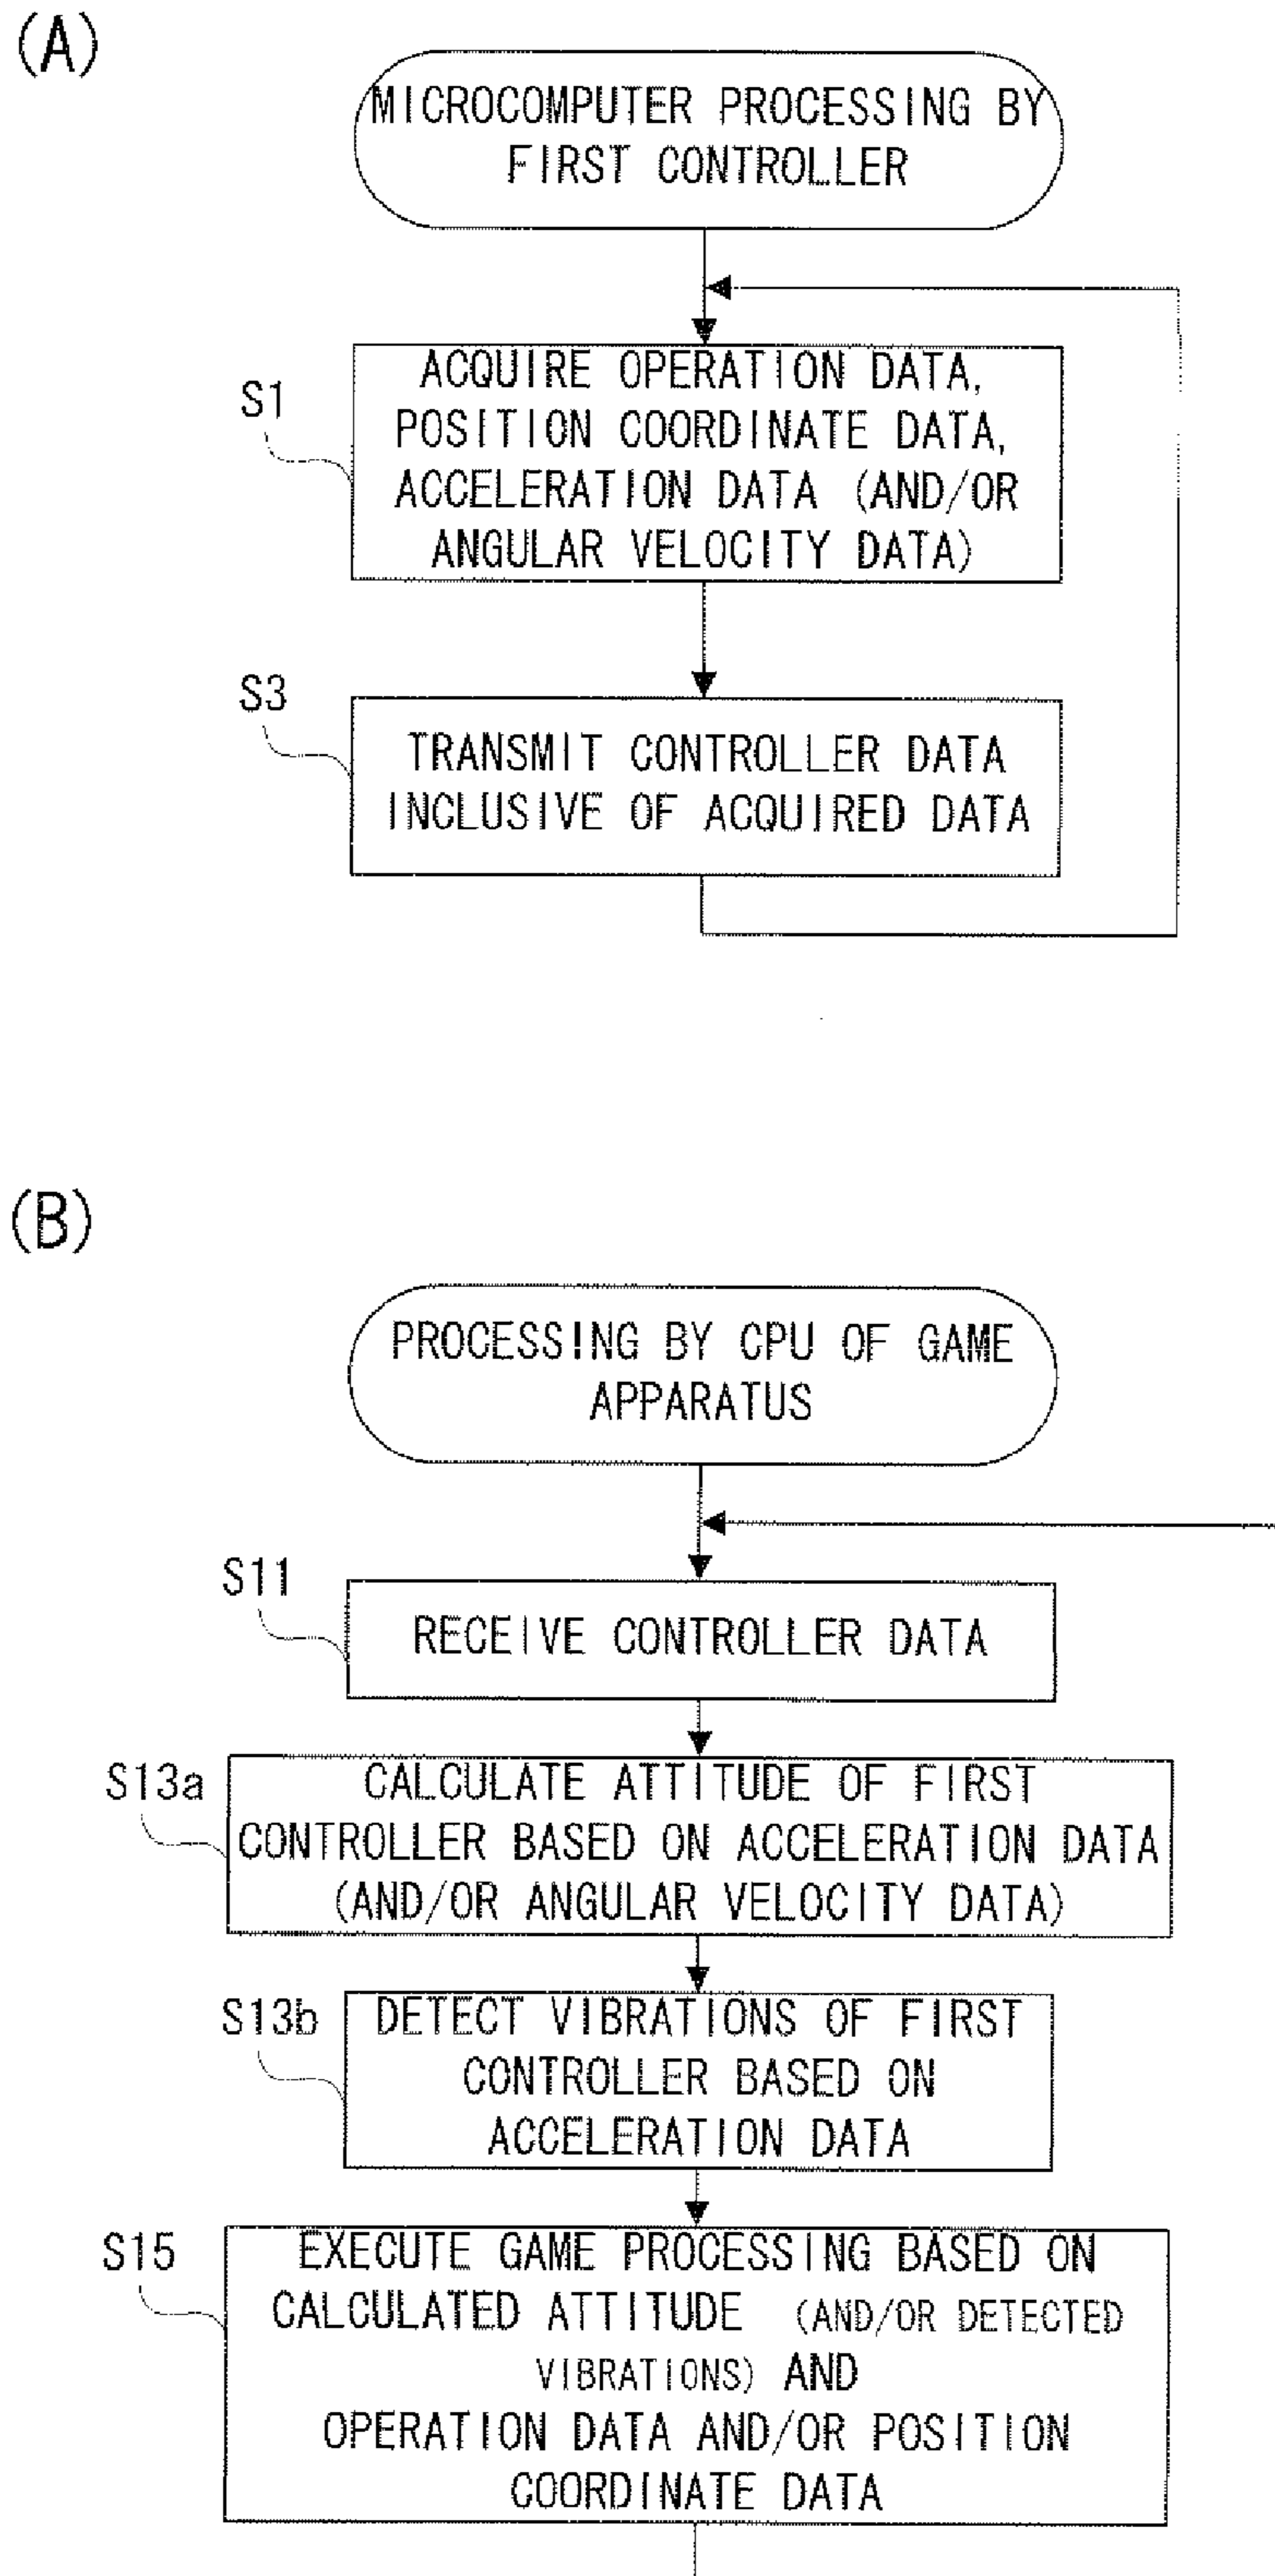 (A)
MICROCOMPUTER PROCESSING BY
FIRST CONTROLLER
S1
ACQUIRE OPERATION DATA,
POSITION COORDINATE DATA,
ACCELERATION DATA (AND/OR
ANGULAR VELOCITY DATA)
S3
TRANSMIT CONTROLLER DATA
INCLUSIVE OF ACQUIRED DATA
(B)
PROCESSING BY CPU OF GAME
APPARATUS
S11
RECEIVE CONTROLLER DATA
S13a
CALCULATE ATTITUDE OF FIRST
CONTROLLER BASED ON ACCELERATION DATA
(AND/OR ANGULAR VELOCITY DATA)
S13b
DETECT VIBRATIONS OF FIRST
CONTROLLER BASED ON
ACCELERATION DATA
S15
EXECUTE GAME PROCESSING BASED ON
CALCULATED ATTITUDE (AND/OR DETECTED
VIBRATIONS) AND
OPERATION DATA AND/OR POSITION
COORDINATE DATA